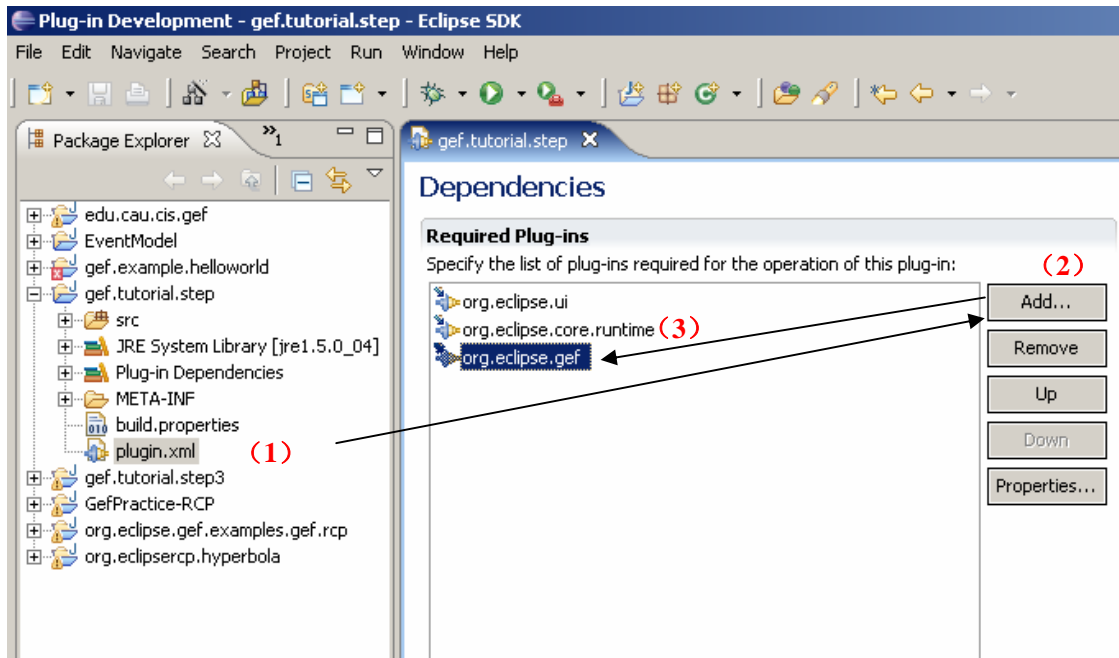 Plug-in Development - gef.tutorial.step - Eclipse SDK
File Edit Navigate Search Project Run Window Help
Package Explorer
»1
gef.tutorial.step
Dependencies
Required Plug-ins
Specify the list of plug-ins required for the operation of this plug-in:
(2)
org.eclipse.ui
org.eclipse.core.runtime (3)
org.eclipse.gef
Add...
Remove
Up
Down
Properties...
edu.cau.cis.gef
EventModel
gef.example.helloworld
gef.tutorial.step
src
JRE System Library [jre1.5.0_04]
Plug-in Dependencies
META-INF
build.properties
plugin.xml (1)
gef.tutorial.step3
GefPractice-RCP
org.eclipse.gef.examples.gef.rcp
org.eclipsercp.hyperbola